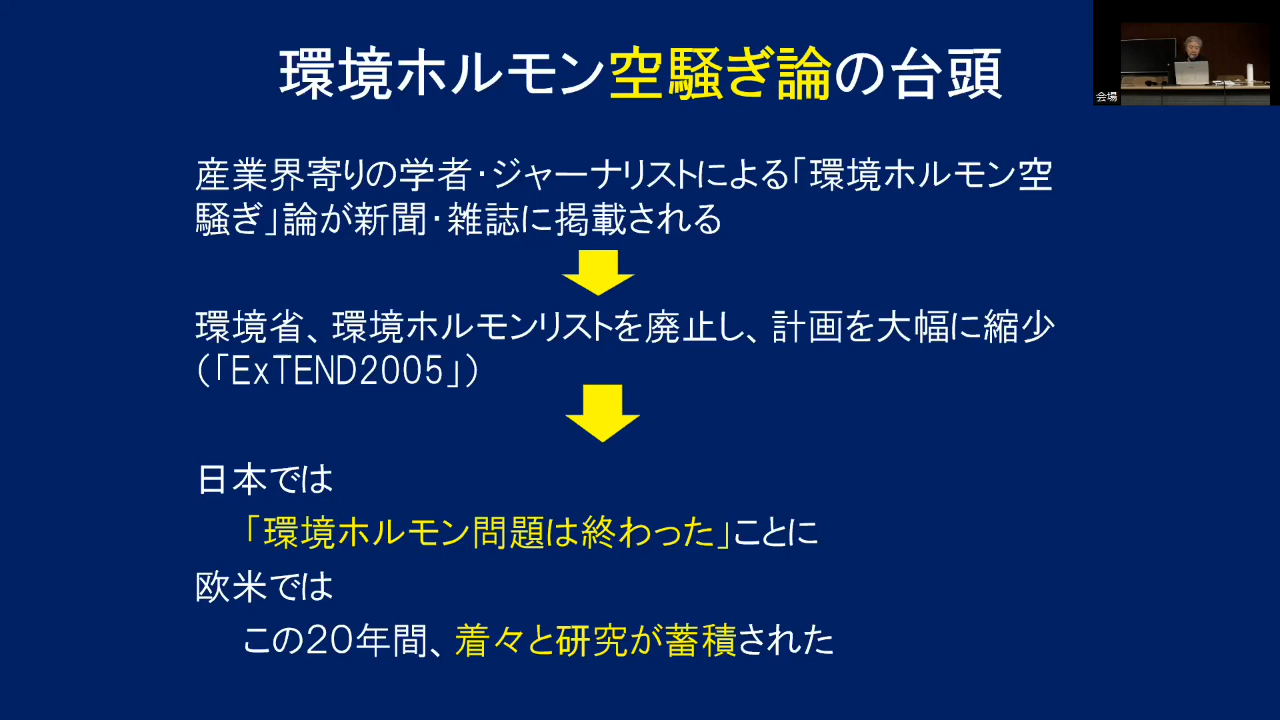 環境ホルモン空騒ぎ論の台頭
会場
産業界寄りの学者・ジャーナリストによる「環境ホルモン空
騒ぎ」論が新聞・雑誌に掲載される
環境省、環境ホルモンリストを廃止し、計画を大幅に縮少
(「ExTEND2005」)
日本では
「環境ホルモン問題は終わった」ことに
欧米では
この20年間、着々と研究が蓄積された